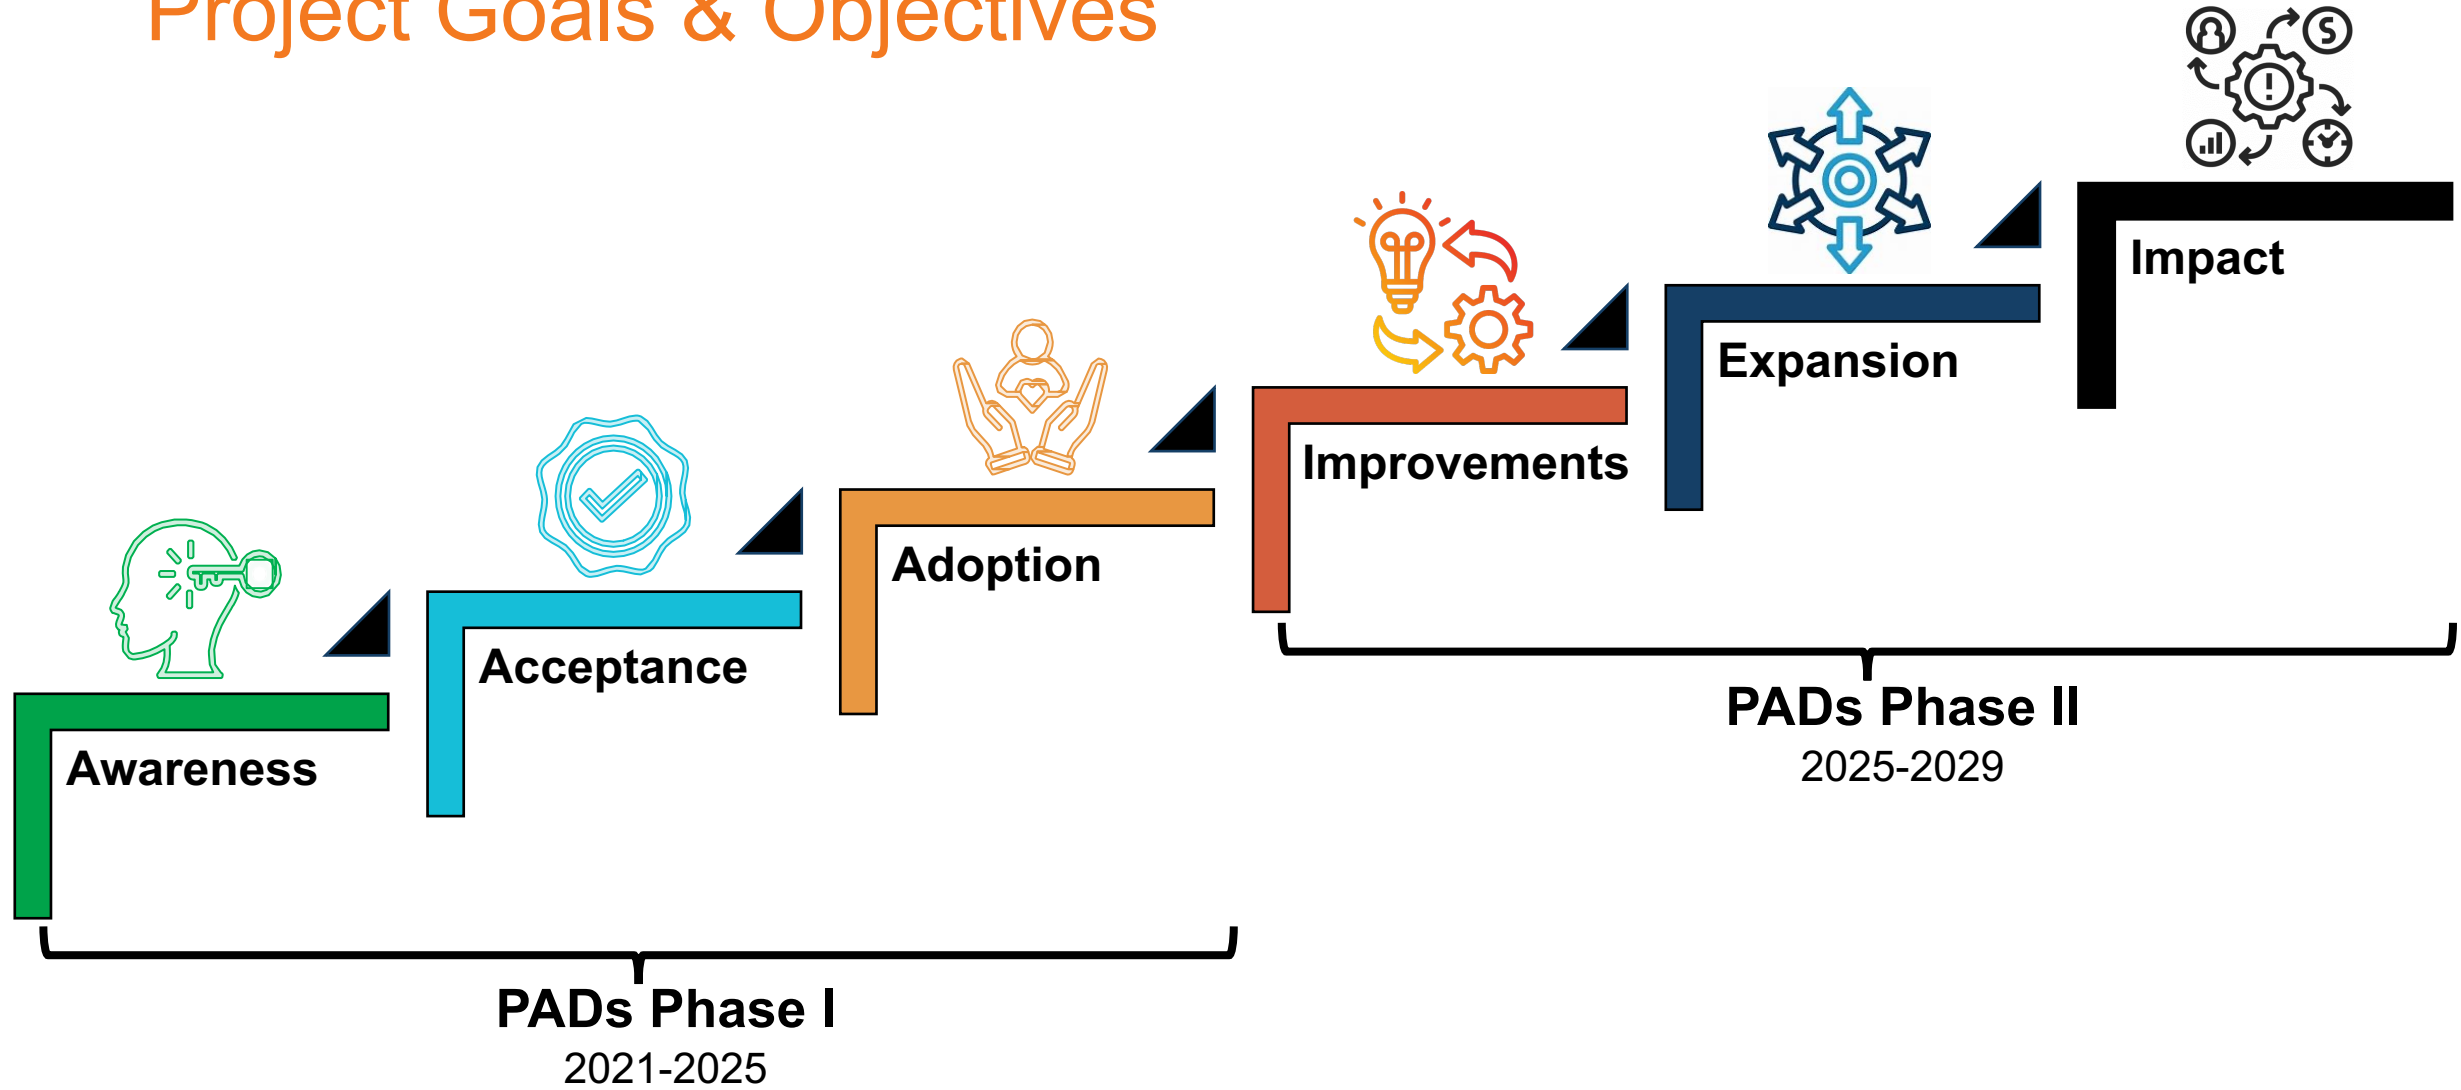 Project Goals & Objectives
Impact
Expansion
Improvements
Adoption
Acceptance
Awareness
PADs Phase II
2025-2029
PADs Phase I
2021-2025